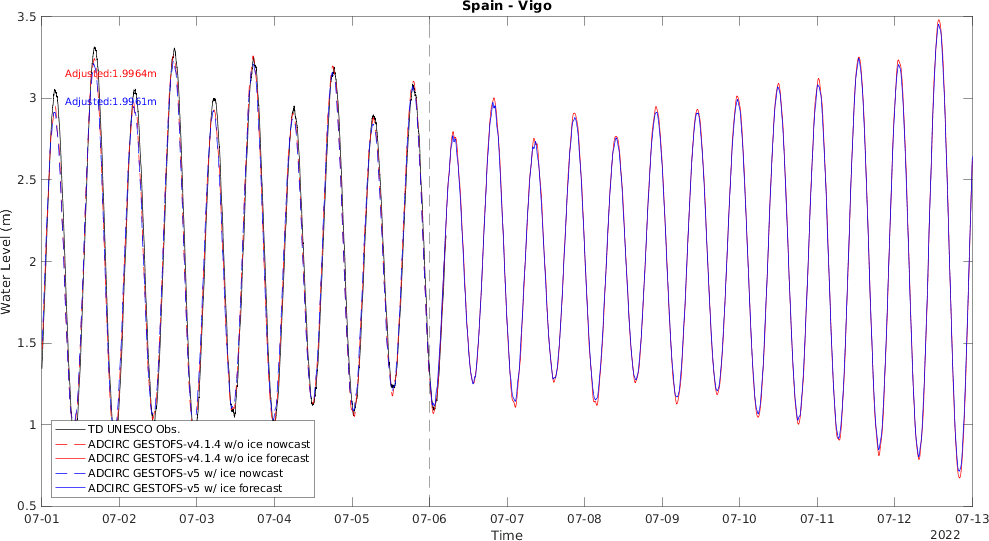 Spain - Vigo
3.5
3
2.5
2
1.5
1
0.5
Water Level (m)
Adjusted:1.9964m
Adjusted:1.9961m
TD UNESCO Obs.
ADCIRC GESTOFS-v4.1.4 w/o ice nowcast
ADCIRC GESTOFS-v4.1.4 w/o ice forecast
ADCIRC GESTOFS-v5 w/ ice nowcast
ADCIRC GESTOFS-v5 w/ ice forecast
07-01 07-02 07-03 07-04 07-05 07-06 07-07 07-08 07-09 07-10 07-11 07-12 07-13
Time
2022